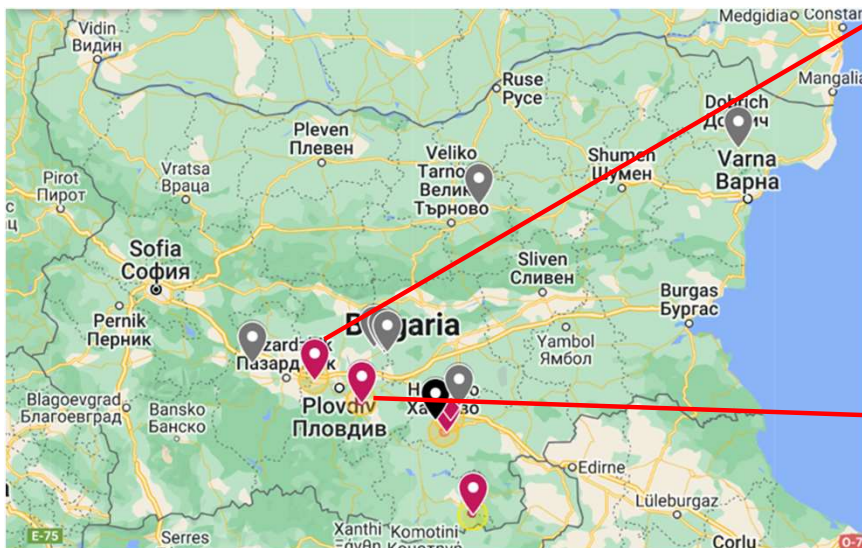 Medgidia
Constan
Vidin
Видин
Mangalia
Ruse
Русе
Dobrich
Pleven
Плевен
Veliko
Tarno
Велик
Търново
Shumen
Шумен
Varna
Варна
Vratsa
Враца
Pirot
Пирот
Sofia
София
Sliven
Сливен
Burgas
Бургас
Pernik
Перник
Yambol
Ямбол
Пазарджик
Blagoevgrad
Благоевград
Bansko
Банско
Plovdiv
Пловдив
Edirne
Lüleburgaz
E-75
Serres
Xanthi
Komotini
Corlu